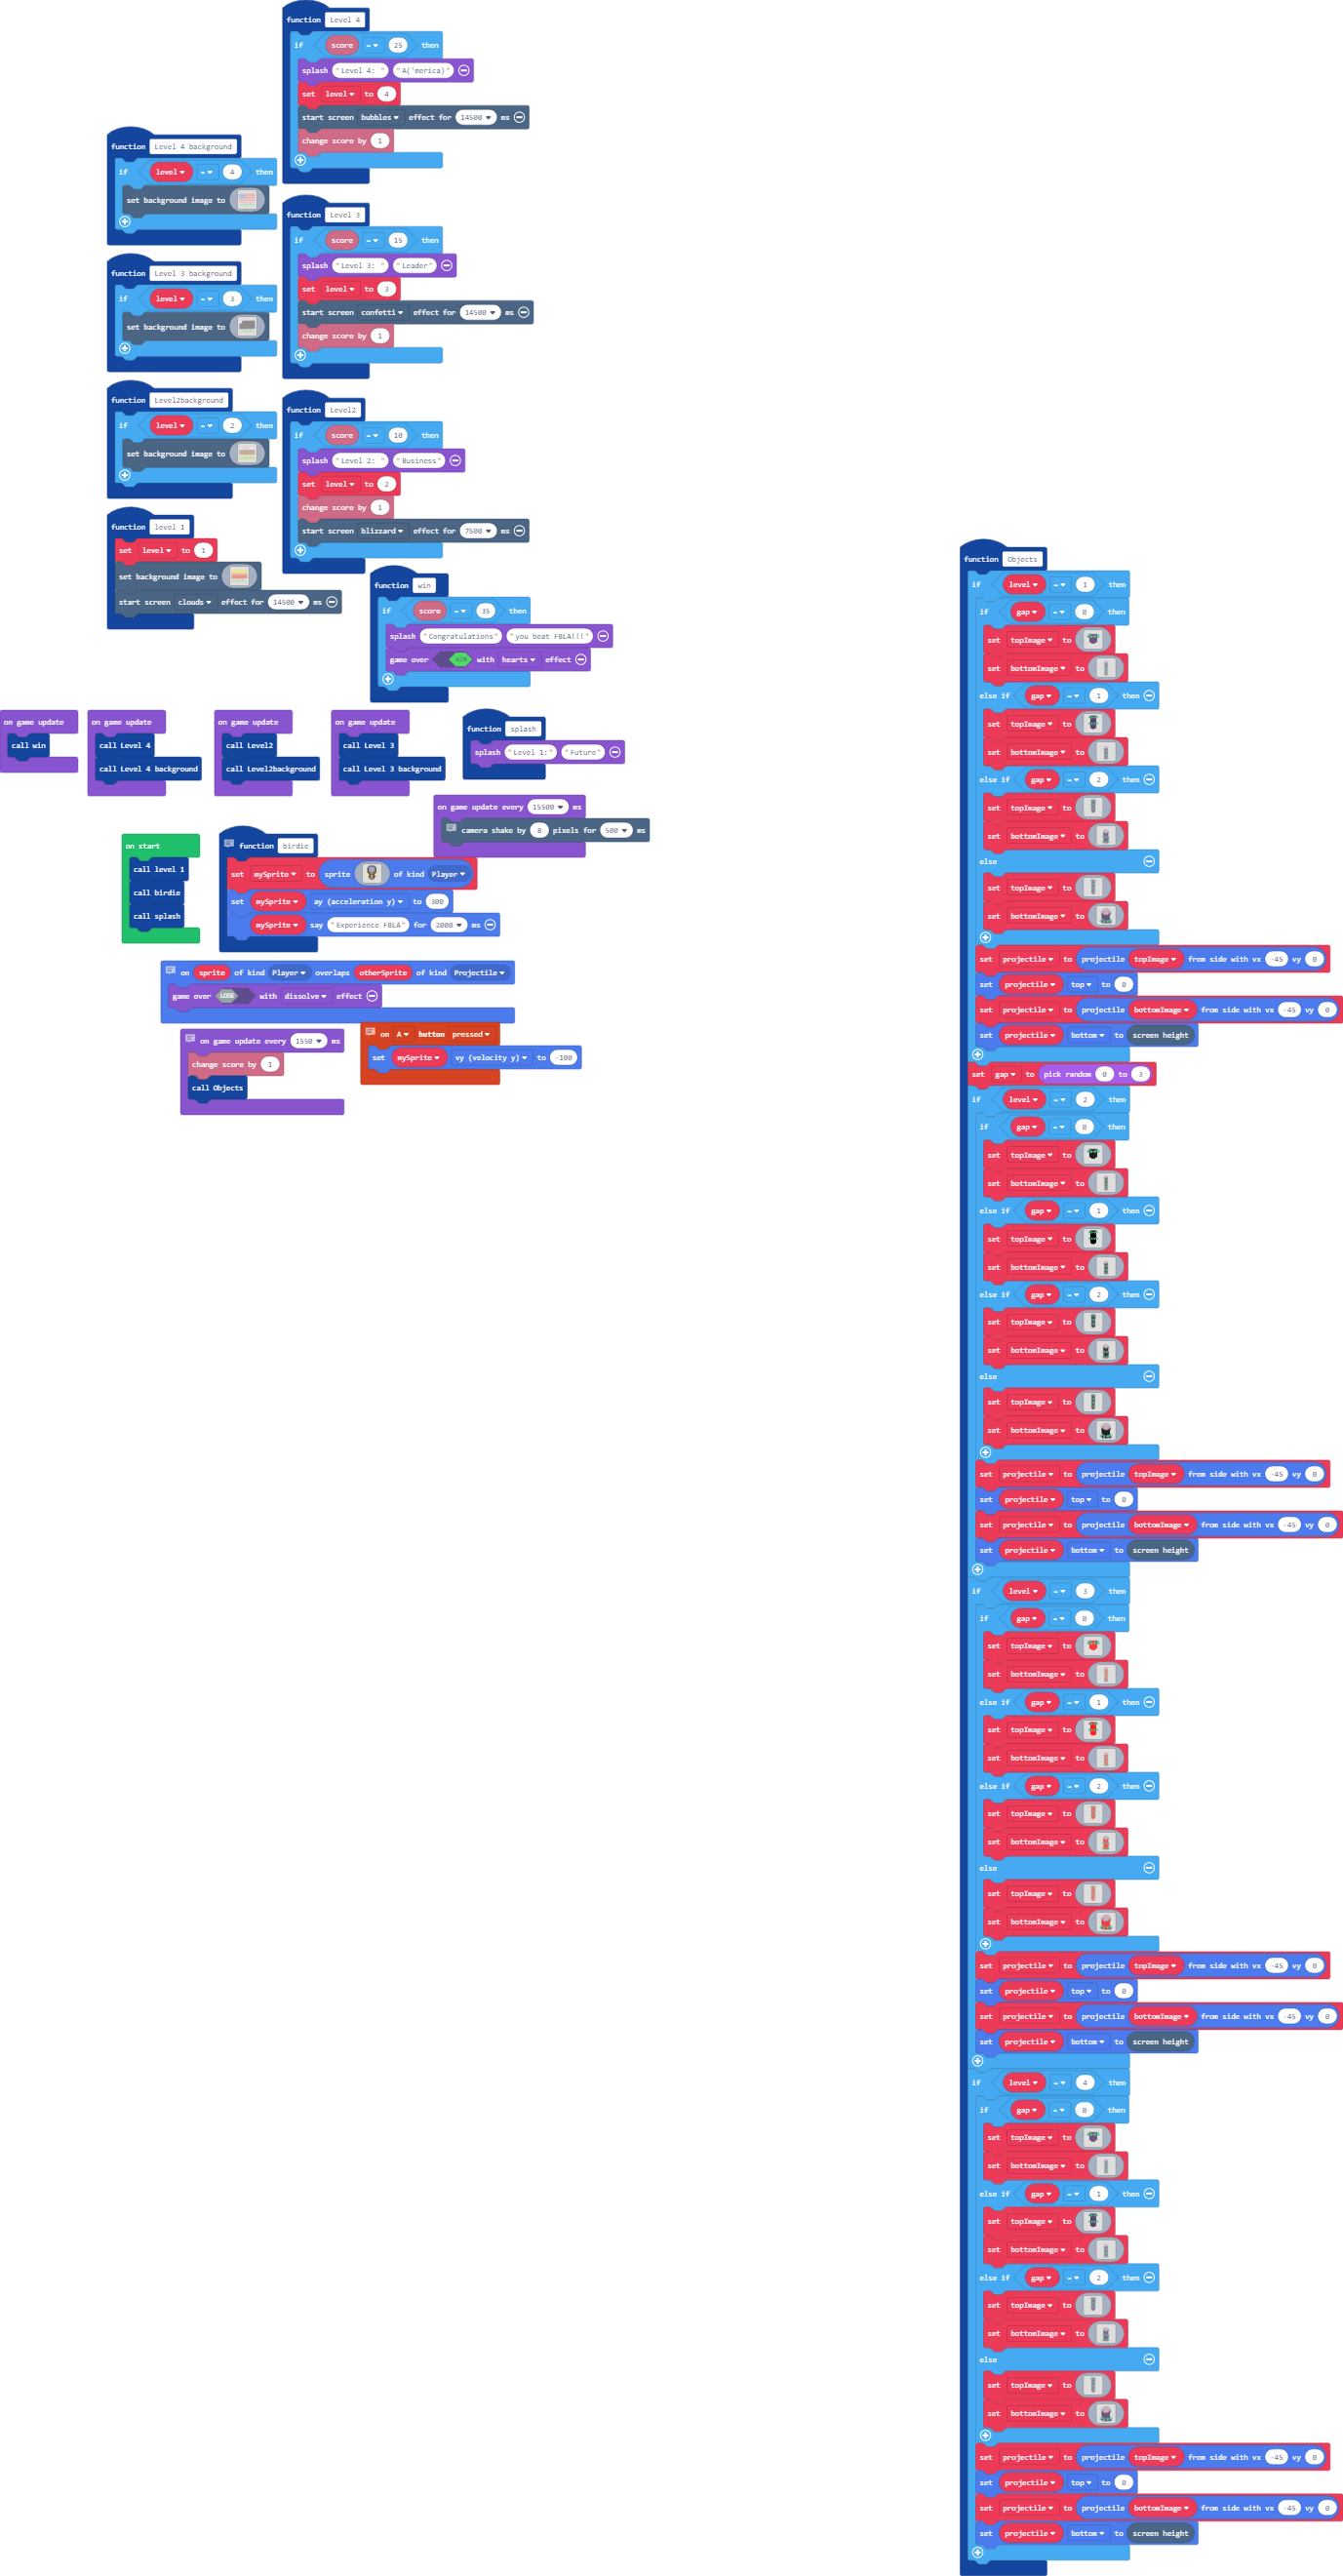 function Level 4
if score = 25 then
splash "Level 4: " "A('merica)"
set level to 4
start screen bubbles effect for 14500 ms
change score by 1
function Level 4 background
if level = 4 then
set background image to
function Level 3
if score = 15 then
splash "Level 3: " "Leader"
set level to 3
start screen confetti effect for 14500 ms
change score by 1
function Level 3 background
if level = 3 then
set background image to
function Level2
if score = 10 then
splash "Level 2: " "Business"
set level to 2
change score by 1
start screen blizzard effect for 7500 ms
function Level2background
if level = 2 then
set background image to
function level 1
set level to 1
set background image to
start screen clouds effect for 14500 ms
function win
if score = 35 then
splash "Congratulations" "you beat FBLA!!!"
game over WIN with hearts effect
on game update
call win
on game update
call Level 4
call Level 4 background
on game update
call Level2
call Level2background
on game update
call Level 3
call Level 3 background
function splash
splash "Level 1:" "Future"
on game update every 15500 ms
camera shake by 8 pixels for 500 ms
on start
call level 1
call birdie
call splash
function birdie
set mySprite to sprite of kind Player
set mySprite ay (acceleration y) to 300
mySprite say "Experience FBLA" for 2000 ms
on sprite of kind Player overlaps otherSprite of kind Projectile
game over LOSE with dissolve effect
on game update every 1550 ms
change score by 1
call Objects
on A button pressed
set mySprite vy (velocity y) to -100
function Objects
if level = 1 then
if gap = 0 then
set topImage to
set bottomImage to
else if gap = 1 then
set topImage to
set bottomImage to
else if gap = 2 then
set topImage to
set bottomImage to
else
set topImage to
set bottomImage to
set projectile to projectile topImage from side with vx -45 vy 0
set projectile top to 0
set projectile to projectile bottomImage from side with vx -45 vy 0
set projectile bottom to screen height
set gap to pick random 0 to 3
if level = 2 then
if gap = 0 then
set topImage to
set bottomImage to
else if gap = 1 then
set topImage to
set bottomImage to
else if gap = 2 then
set topImage to
set bottomImage to
else
set topImage to
set bottomImage to
set projectile to projectile topImage from side with vx -45 vy 0
set projectile top to 0
set projectile to projectile bottomImage from side with vx -45 vy 0
set projectile bottom to screen height
if level = 3 then
if gap = 0 then
set topImage to
set bottomImage to
else if gap = 1 then
set topImage to
set bottomImage to
else if gap = 2 then
set topImage to
set bottomImage to
else
set topImage to
set bottomImage to
set projectile to projectile topImage from side with vx -45 vy 0
set projectile top to 0
set projectile to projectile bottomImage from side with vx -45 vy 0
set projectile bottom to screen height
if level = 4 then
if gap = 0 then
set topImage to
set bottomImage to
else if gap = 1 then
set topImage to
set bottomImage to
else if gap = 2 then
set topImage to
set bottomImage to
else
set topImage to
set bottomImage to
set projectile to projectile topImage from side with vx -45 vy 0
set projectile top to 0
set projectile to projectile bottomImage from side with vx -45 vy 0
set projectile bottom to screen height